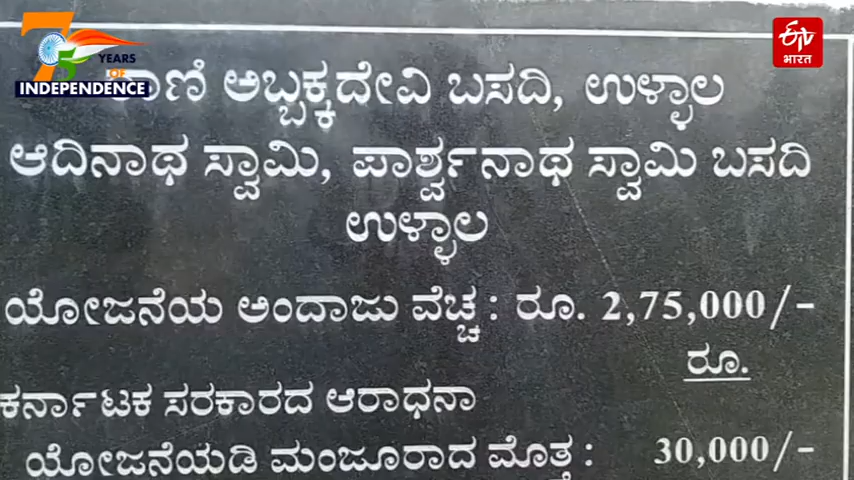 75 YEARS
OF
INDEPENDENCE
ETV
भारत
ರಾಣಿ ಅಬ್ಬಕ್ಕದೇವಿ ಬಸದಿ, ಉಳ್ಳಾಲ
ಆದಿನಾಥ ಸ್ವಾಮಿ, ಪಾರ್ಶ್ವನಾಥ ಸ್ವಾಮಿ ಬಸದಿ
ಉಳ್ಳಾಲ
ಯೋಜನೆಯ ಅಂದಾಜು ವೆಚ್ಚ : ರೂ. 2,75,000/-
ರೂ.
ಕರ್ನಾಟಕ ಸರಕಾರದ ಆರಾಧನಾ
ಯೋಜನೆಯಡಿ ಮಂಜೂರಾದ ಮೊತ್ತ : 30,000/-